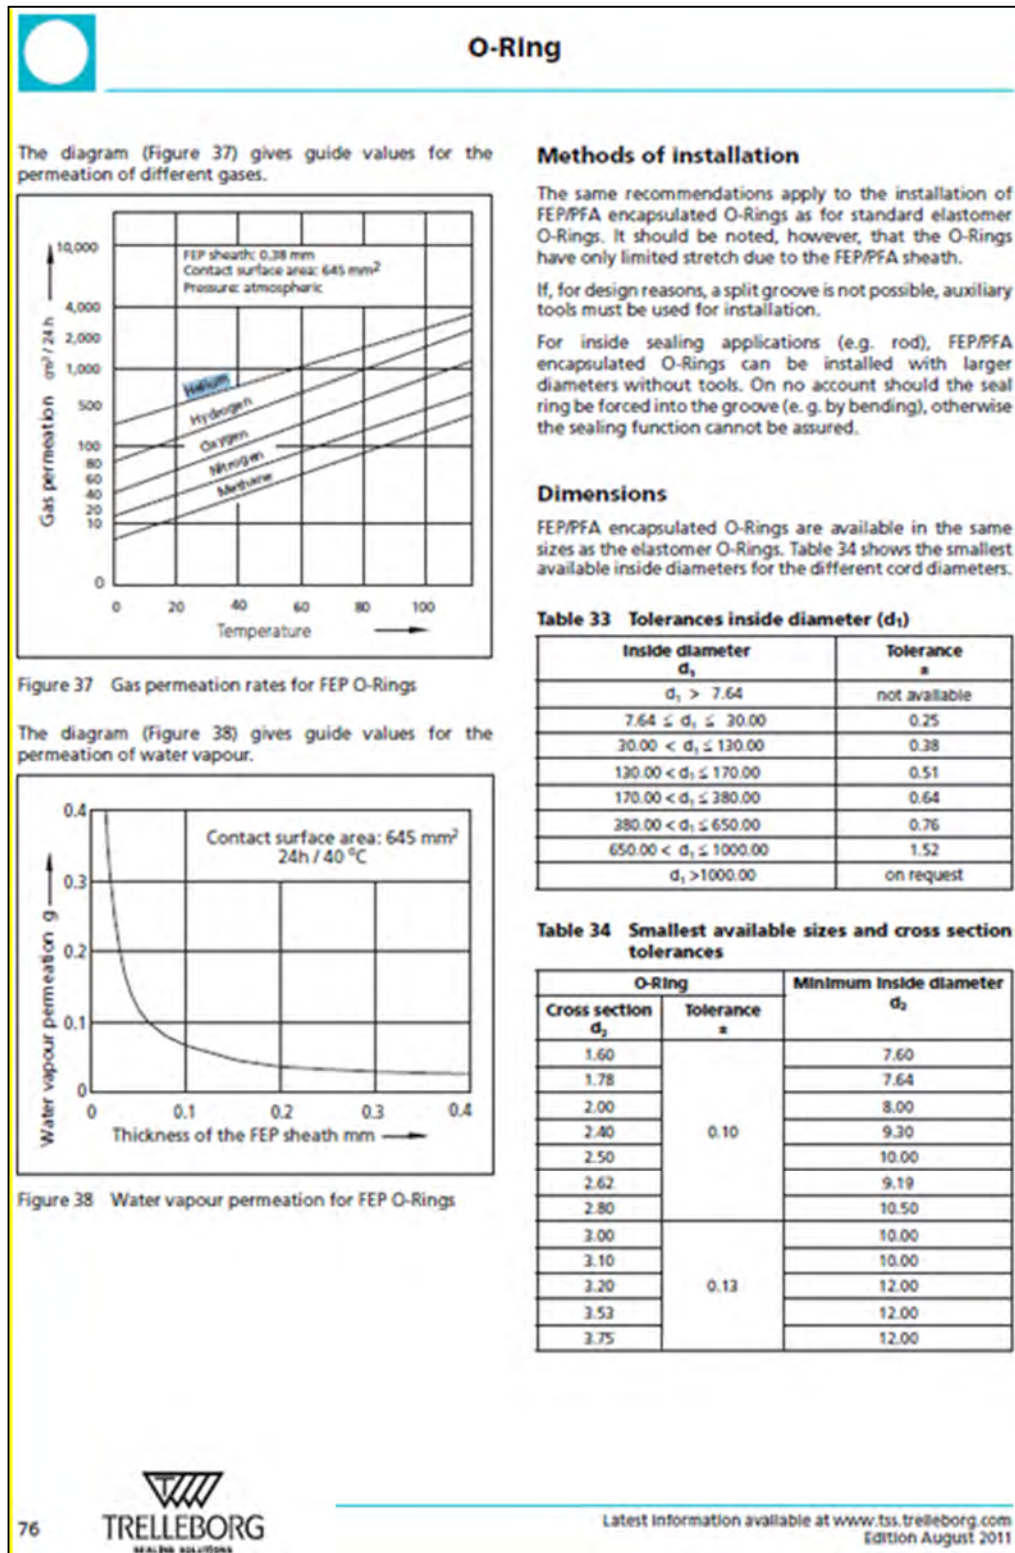 O-Ring
The diagram (Figure 37) gives guide values for the
permeation of different gases.
Gas permeation cm³ / 24 h
10,000
4,000
2,000
1,000
500
100
80
60
40
20
10
0
FEP sheath: 0.38 mm
Contact surface area: 645 mm²
Pressure: atmospheric
Helium
Hydrogen
Oxygen
Nitrogen
Methane
0 20 40 60 80 100
Temperature
Figure 37 Gas permeation rates for FEP O-Rings
The diagram (Figure 38) gives guide values for the
permeation of water vapour.
Water vapour permeation g
0.4
0.3
0.2
0.1
0
Contact surface area: 645 mm²
24h / 40 °C
0 0.1 0.2 0.3 0.4
Thickness of the FEP sheath mm
Figure 38 Water vapour permeation for FEP O-Rings
Methods of installation
The same recommendations apply to the installation of
FEP/PFA encapsulated O-Rings as for standard elastomer
O-Rings. It should be noted, however, that the O-Rings
have only limited stretch due to the FEP/PFA sheath.
If, for design reasons, a split groove is not possible, auxiliary
tools must be used for installation.
For inside sealing applications (e.g. rod), FEP/PFA
encapsulated O-Rings can be installed with larger
diameters without tools. On no account should the seal
ring be forced into the groove (e. g. by bending), otherwise
the sealing function cannot be assured.
Dimensions
FEP/PFA encapsulated O-Rings are available in the same
sizes as the elastomer O-Rings. Table 34 shows the smallest
available inside diameters for the different cord diameters.
Table 33 Tolerances inside diameter (d₁)
Inside diameter Tolerance
d₁ ±
d₁ > 7.64 not available
7.64 ≤ d₁ ≤ 30.00 0.25
30.00 < d₁ ≤ 130.00 0.38
130.00 < d₁ ≤ 170.00 0.51
170.00 < d₁ ≤ 380.00 0.64
380.00 < d₁ ≤ 650.00 0.76
650.00 < d₁ ≤ 1000.00 1.52
d₁ >1000.00 on request
Table 34 Smallest available sizes and cross section
tolerances
O-Ring Minimum inside diameter
d₂
Cross section Tolerance
d₂ ±
1.60 7.60
1.78 7.64
2.00 8.00
2.40 0.10 9.30
2.50 10.00
2.62 9.19
2.80 10.50
3.00 10.00
3.10 10.00
3.20 0.13 12.00
3.53 12.00
3.75 12.00
76
TRELLEBORG
SEALING SOLUTIONS
Latest information available at www.tss.trelleborg.com
Edition August 2011